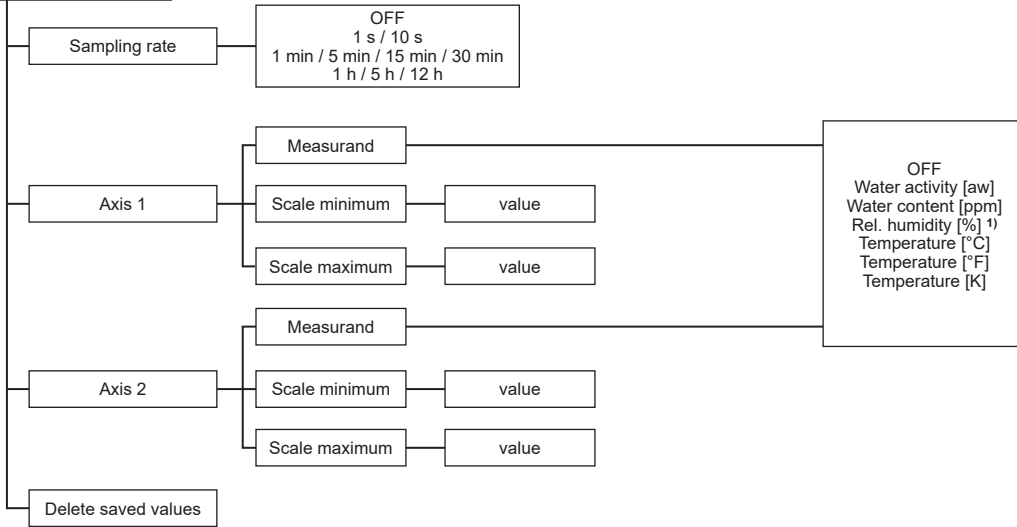 Sampling rate
OFF
1 s / 10 s
1 min / 5 min / 15 min / 30 min
1 h / 5 h / 12 h
Axis 1
Measurand
Scale minimum
value
Scale maximum
value
OFF
Water activity [aw]
Water content [ppm]
Rel. humidity [%] 1)
Temperature [°C]
Temperature [°F]
Temperature [K]
Axis 2
Measurand
Scale minimum
value
Scale maximum
value
Delete saved values